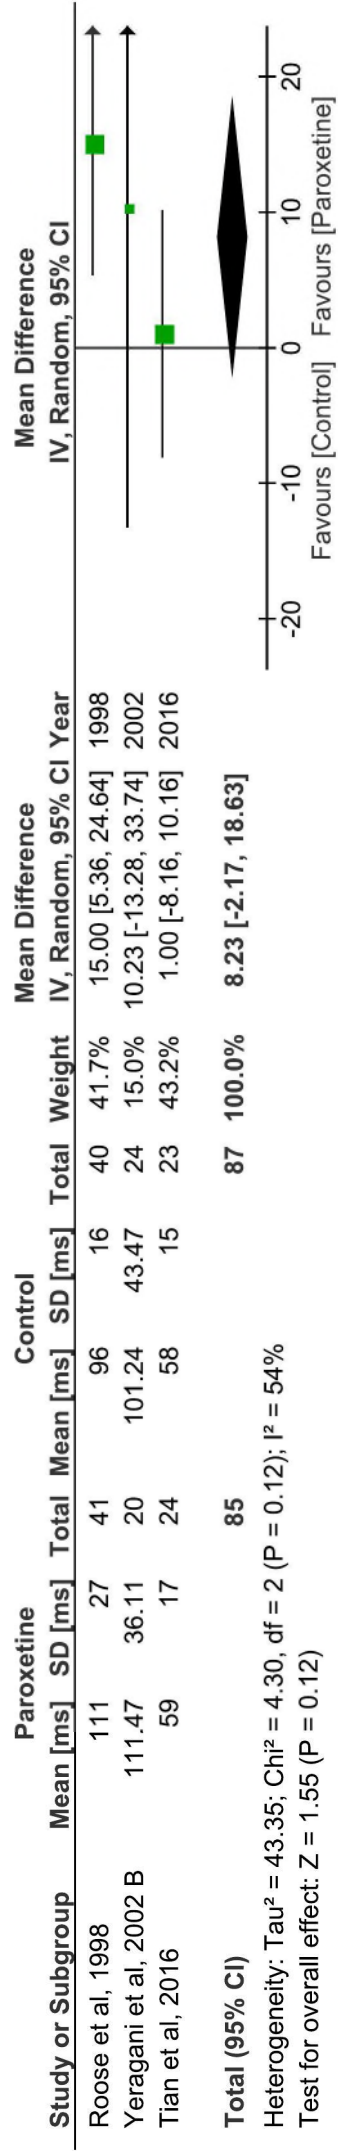 Paroxetine Control Mean Difference Mean Difference
Study or Subgroup Mean [ms] SD [ms] Total Mean [ms] SD [ms] Total Weight IV, Random, 95% CI Year IV, Random, 95% CI
Roose et al, 1998 111 27 41 96 16 40 41.7% 15.00 [5.36, 24.64] 1998
Yeragani et al, 2002 B 111.47 36.11 20 101.24 43.47 24 15.0% 10.23 [-13.28, 33.74] 2002
Tian et al, 2016 59 17 24 58 15 23 43.2% 1.00 [-8.16, 10.16] 2016
Total (95% CI) 85 87 100.0% 8.23 [-2.17, 18.63]
Heterogeneity: Tau² = 43.35; Chi² = 4.30, df = 2 (P = 0.12); I² = 54%
Test for overall effect: Z = 1.55 (P = 0.12)
-20 -10 0 10 20
Favours [Control] Favours [Paroxetine]